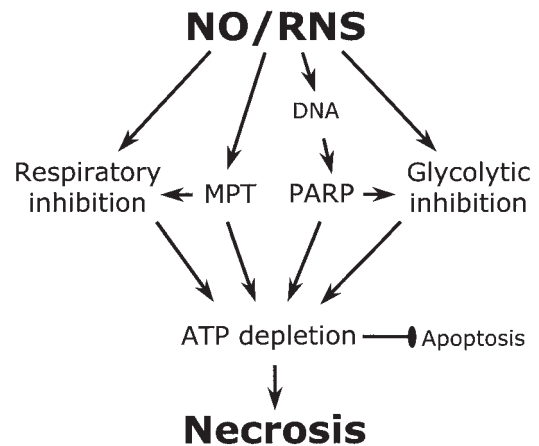 NO/RNS
DNA
Respiratory
inhibition
MPT
PARP
Glycolytic
inhibition
ATP depletion
Apoptosis
Necrosis